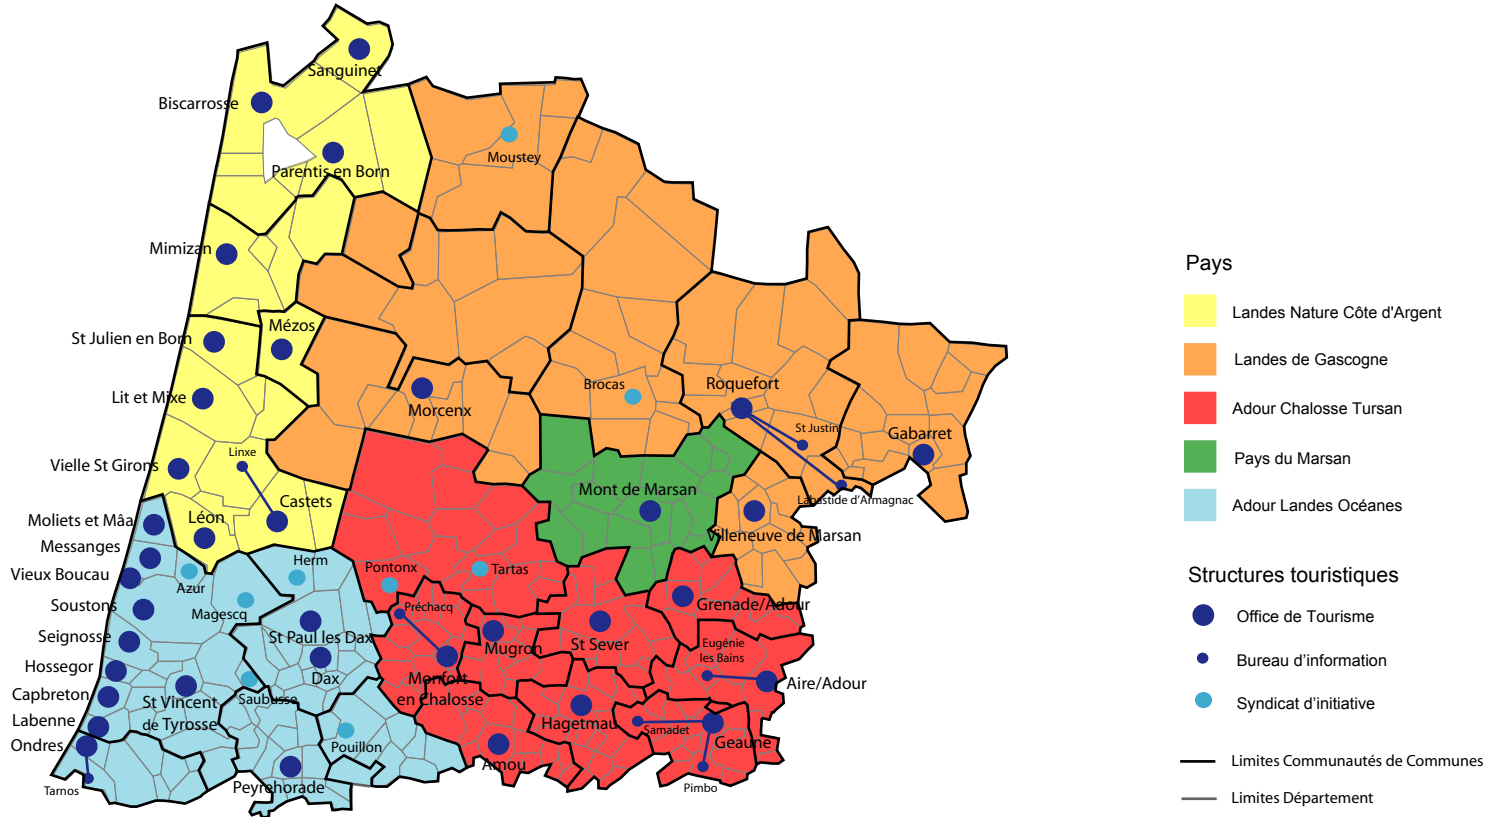 Sanguinet
Biscarrosse
Moustey
Parentis en Born
Mimizan
St Julien en Born
Mézos
Lit et Mixe
Brocas
Roquefort
Morcenx
St Justin
Gabarret
Linxe
Vielle St Girons
Castets
Mont de Marsan
Labastide d'Armagnac
Léon
Moliets et Mâa
Villeneuve de Marsan
Messanges
Herm
Pontonx
Tartas
Vieux Boucau
Azur
Soustons
Magescq
Préchacq
Grenade/Adour
Seignosse
St Paul les Dax
Mugron
St Sever
Eugénie
les Bains
Hossegor
Dax
Monfort
en Chalosse
Aire/Adour
Capbreton
St Vincent
de Tyrosse
Saubusse
Labenne
Hagetmau
Samadet
Ondres
Pouillon
Geaune
Amou
Peyrehorade
Tarnos
Pimbo
Pays
Landes Nature Côte d'Argent
Landes de Gascogne
Adour Chalosse Tursan
Pays du Marsan
Adour Landes Océanes
Structures touristiques
Office de Tourisme
Bureau d'information
Syndicat d'initiative
Limites Communautés de Communes
Limites Département